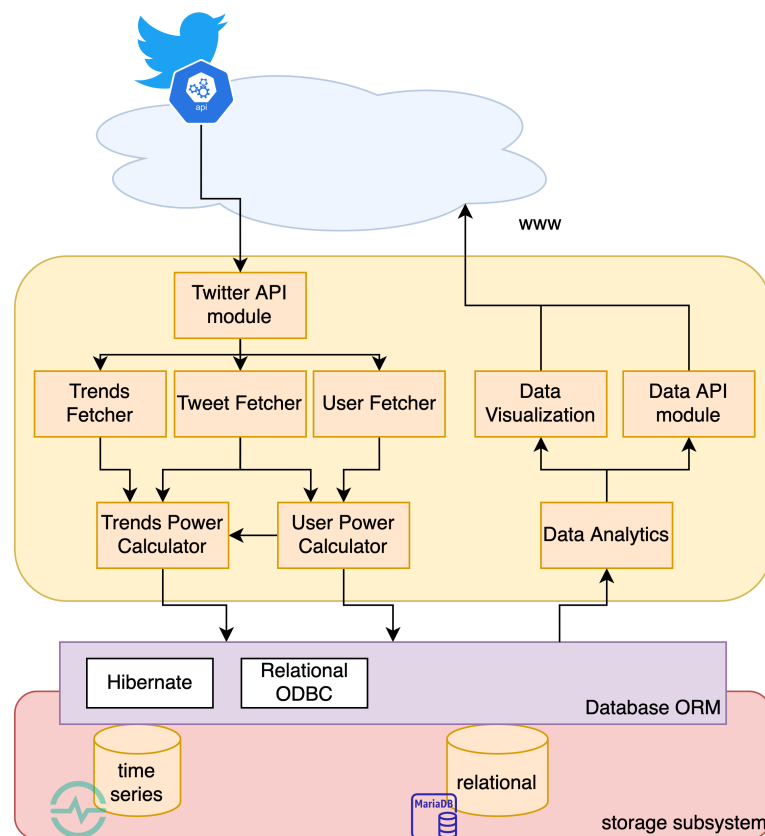 api
www
Twitter API
module
Trends
Fetcher
Tweet Fetcher
User Fetcher
Data
Visualization
Data API
module
Trends Power
Calculator
User Power
Calculator
Data Analytics
Hibernate
Relational
ODBC
Database ORM
time
series
relational
MariaDB
storage subsystem